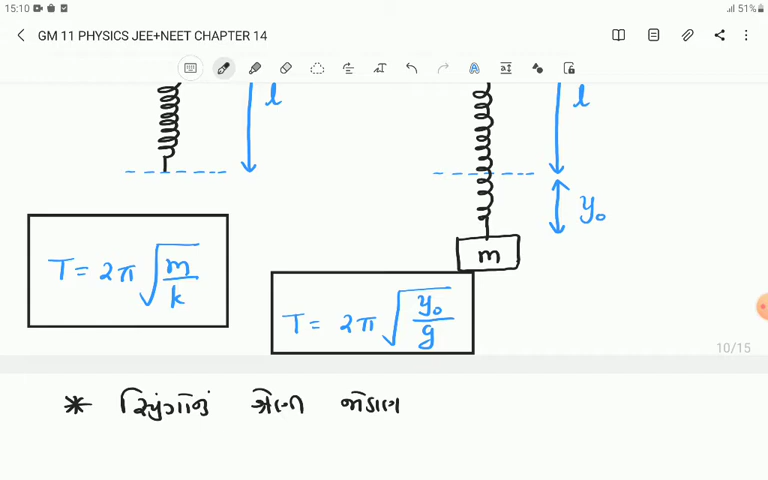 15:10
51%
GM 11 PHYSICS JEE+NEET CHAPTER 14
l
l
y₀
m
T = 2π √(m/k)
T = 2π √(y₀/g)
10/15
* સ્પ્રિંગોનું શ્રેણી જોડાણ